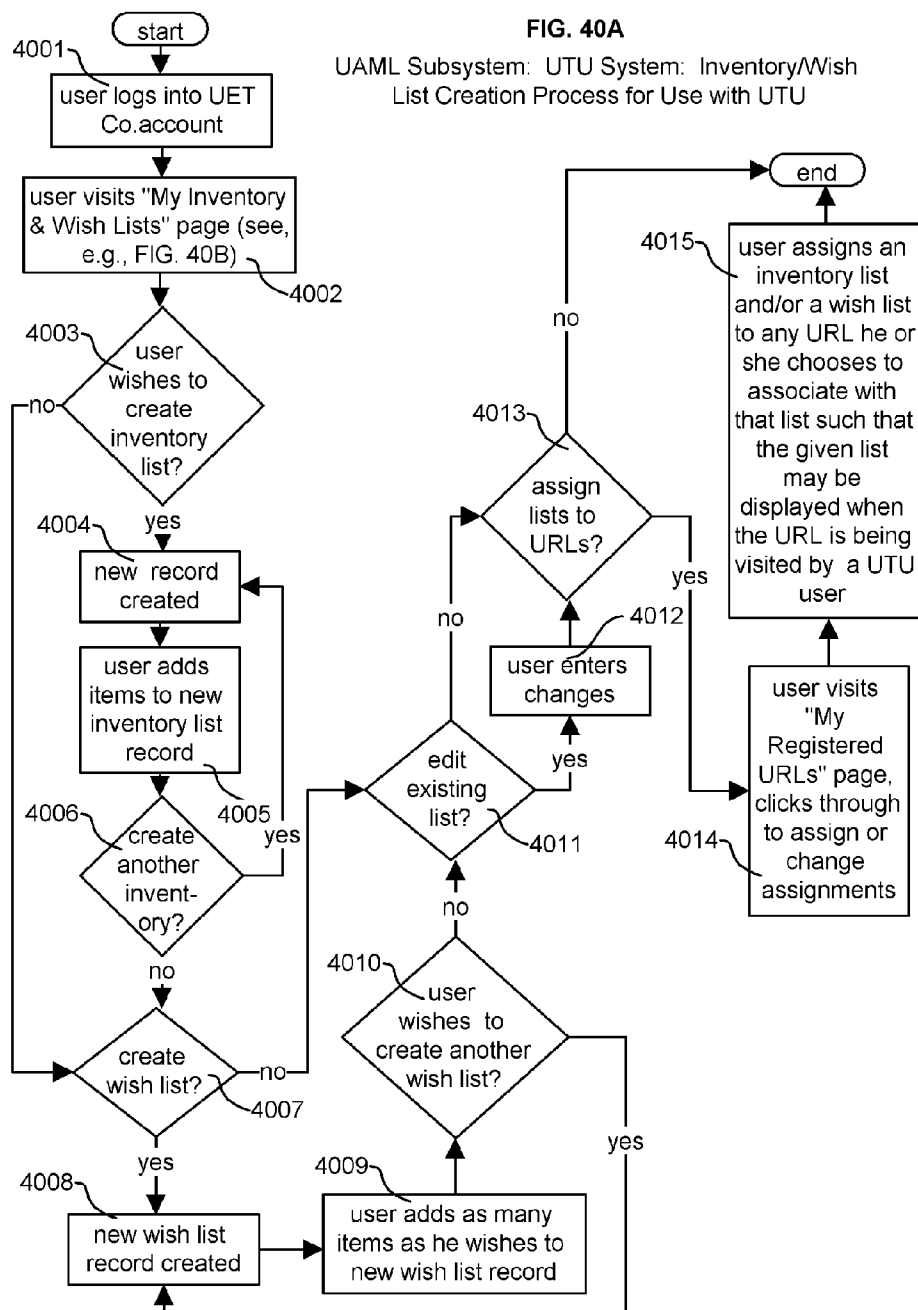 FIG. 40A
UAML Subsystem: UTU System: Inventory/Wish
List Creation Process for Use with UTU
start
4001
user logs into UET
Co.account
user visits "My Inventory
& Wish Lists" page (see,
e.g., FIG. 40B)
4002
4003
user
wishes to
create
inventory
list?
no
yes
4004
new record
created
user adds
items to new
inventory list
record
4005
4006
create
another
invent-
ory?
yes
no
create
wish list?
4007
no
yes
4008
new wish list
record created
4009
user adds as many
items as he wishes to
new wish list record
4010
user
wishes to
create another
wish list?
yes
no
edit
existing
list?
4011
no
yes
4012
user enters
changes
4013
assign
lists to
URLs?
no
yes
user visits
"My
Registered
URLs" page,
clicks through
to assign or
change
assignments
4014
4015
user assigns an
inventory list
and/or a wish list
to any URL he or
she chooses to
associate with
that list such that
the given list
may be
displayed when
the URL is being
visited by a UTU
user
end